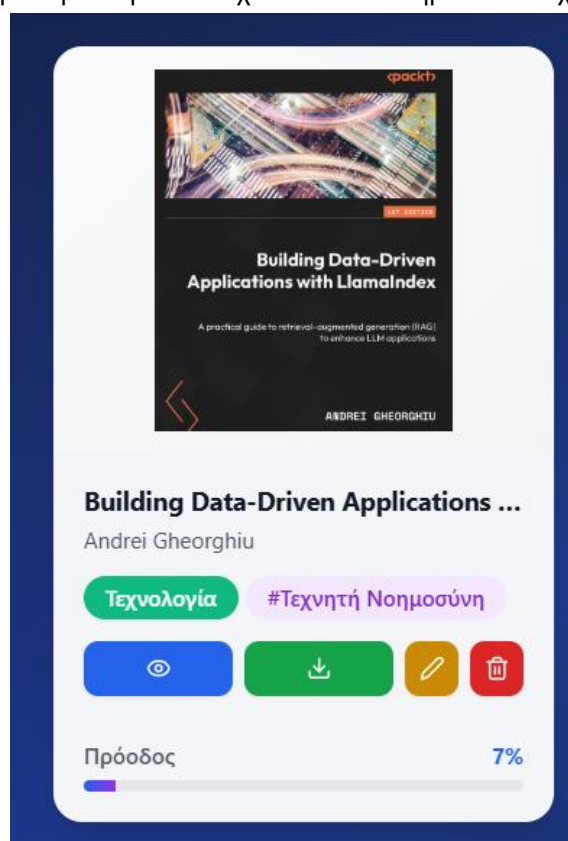 <packt>
1ST EDITION
Building Data-Driven
Applications with LlamaIndex
A practical guide to retrieval-augmented generation (RAG)
to enhance LLM applications
ANDREI GHEORGHIU
Building Data-Driven Applications ...
Andrei Gheorghiu
Τεχνολογία #Τεχνητή Νοημοσύνη
Πρόοδος 7%